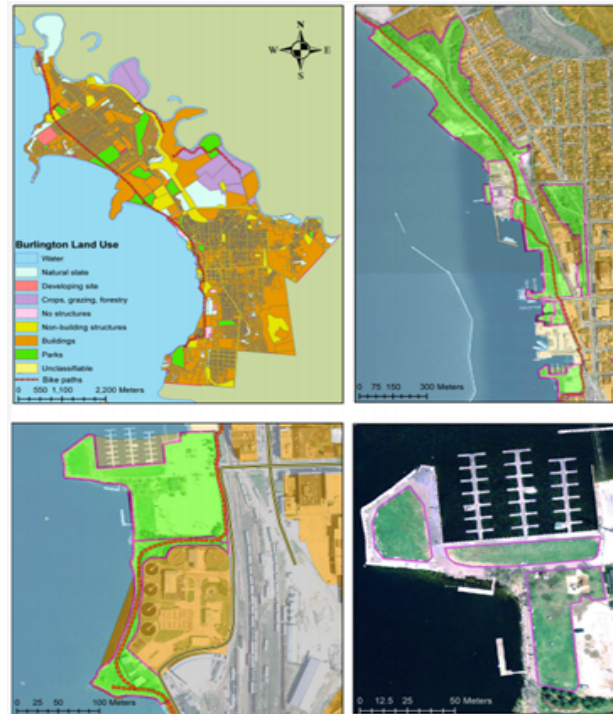 N
W E
S
Burlington Land Use
Water
Natural state
Developing site
Crops, grazing, forestry
No structures
Non-building structures
Buildings
Parks
Unclassifiable
Bike paths
0 550 1,100 2,200 Meters
0 75 150 300 Meters
0 25 50 100 Meters
0 12.5 25 50 Meters